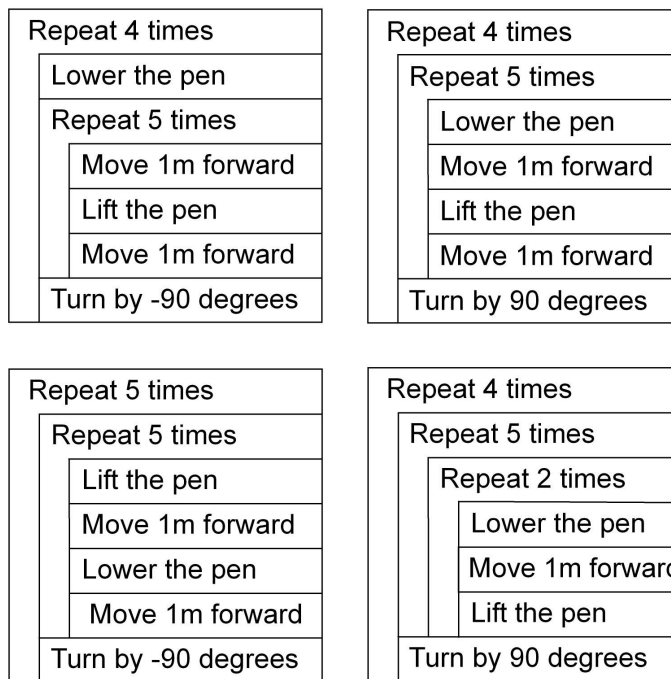 Repeat 4 times
Lower the pen
Repeat 5 times
Move 1m forward
Lift the pen
Move 1m forward
Turn by -90 degrees
Repeat 4 times
Repeat 5 times
Lower the pen
Move 1m forward
Lift the pen
Move 1m forward
Turn by 90 degrees
Repeat 5 times
Repeat 5 times
Lift the pen
Move 1m forward
Lower the pen
Move 1m forward
Turn by -90 degrees
Repeat 4 times
Repeat 5 times
Repeat 2 times
Lower the pen
Move 1m forward
Lift the pen
Turn by 90 degrees